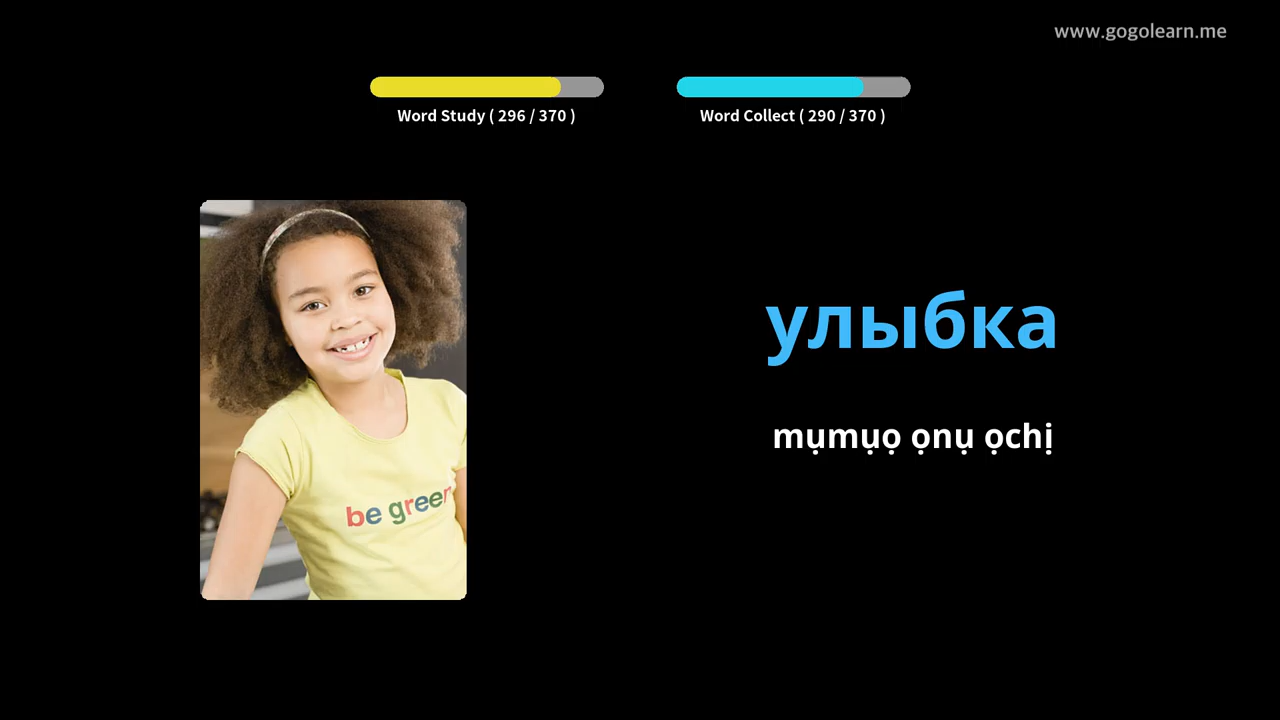 www.gogolearn.me
Word Study ( 296 / 370 )
Word Collect ( 290 / 370 )
улыбка
mụmụọ ọnụ ọchị
be green